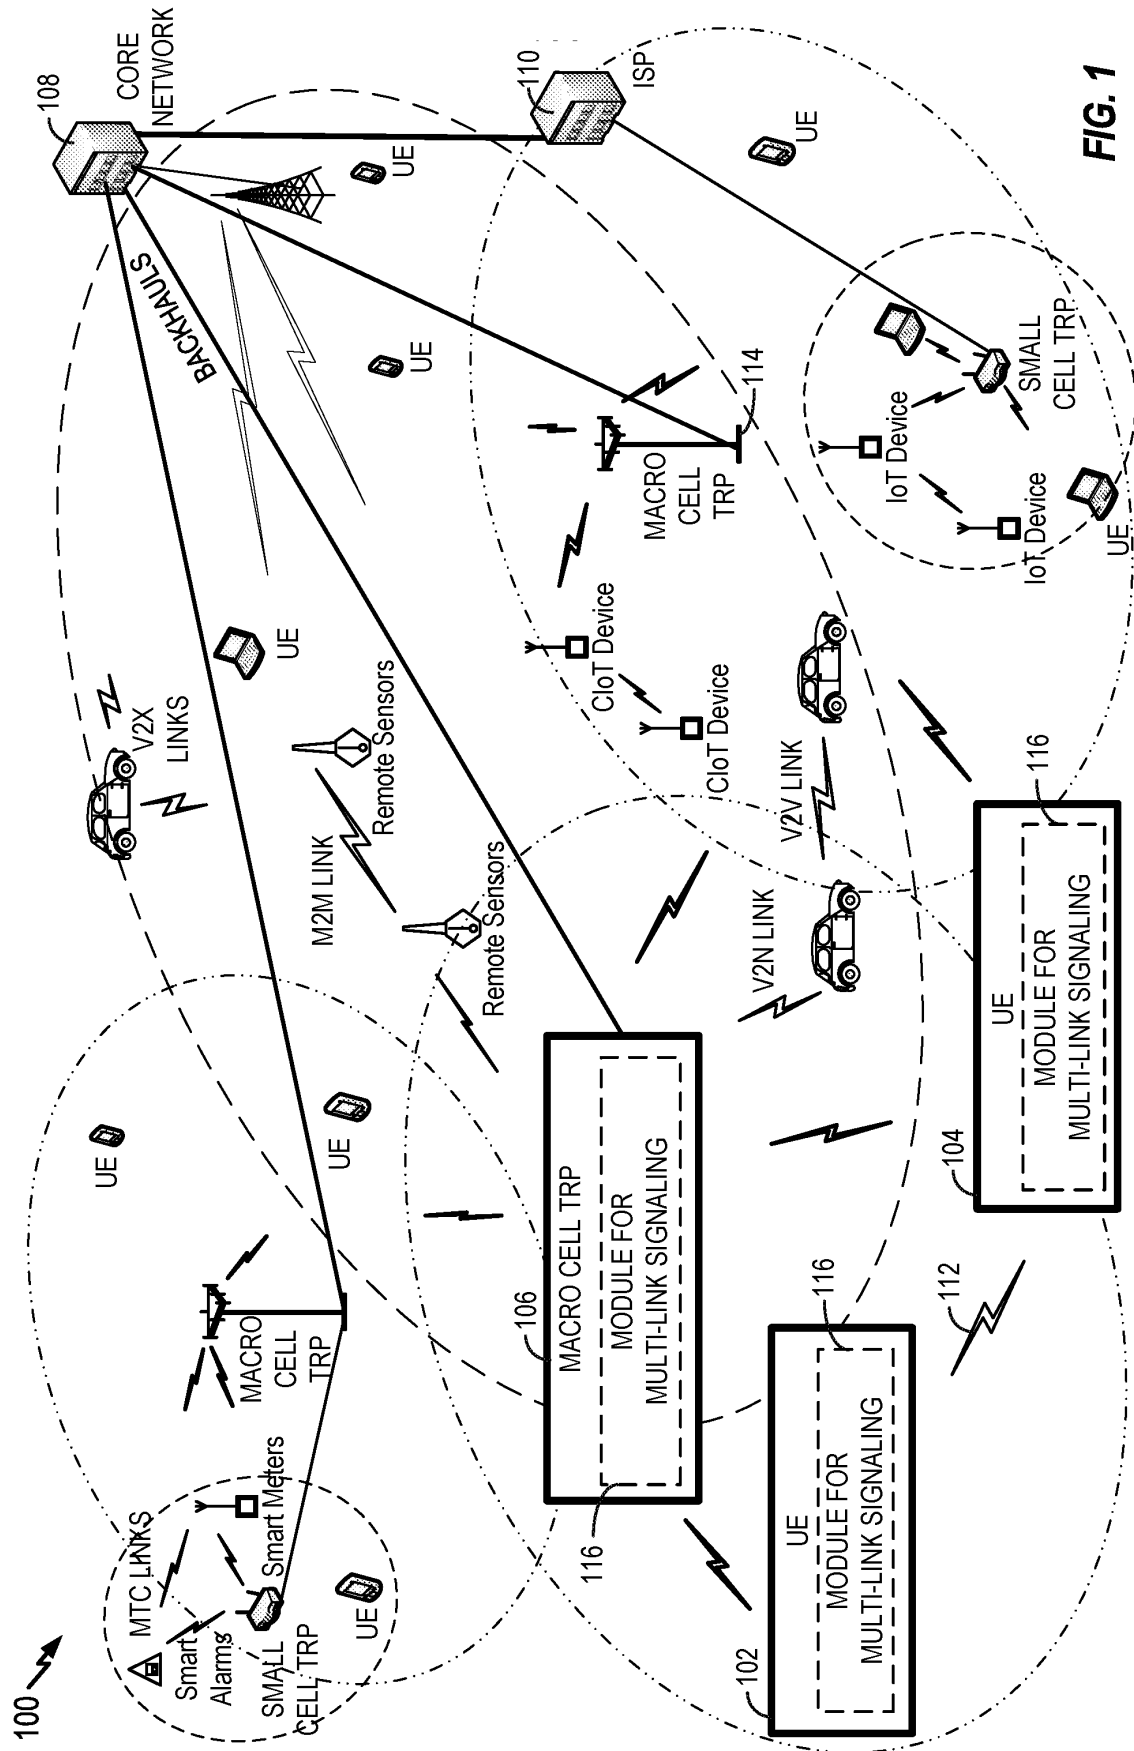 100
MTC LINKS
Smart
Alarms
SMALL
CELL TRP
Smart Meters
UE
MACRO
CELL
TRP
UE
UE
V2X
LINKS
UE
M2M LINK
Remote Sensors
Remote Sensors
BACKHAULS
108
CORE
NETWORK
UE
UE
110
ISP
UE
MACRO
CELL
TRP
114
CIoT Device
CIoT Device
IoT Device
IoT Device
SMALL
CELL TRP
UE
V2V LINK
V2N LINK
106
MACRO CELL TRP
MODULE FOR
MULTI-LINK SIGNALING
116
102
UE
MODULE FOR
MULTI-LINK SIGNALING
116
112
104
UE
MODULE FOR
MULTI-LINK SIGNALING
116
FIG. 1